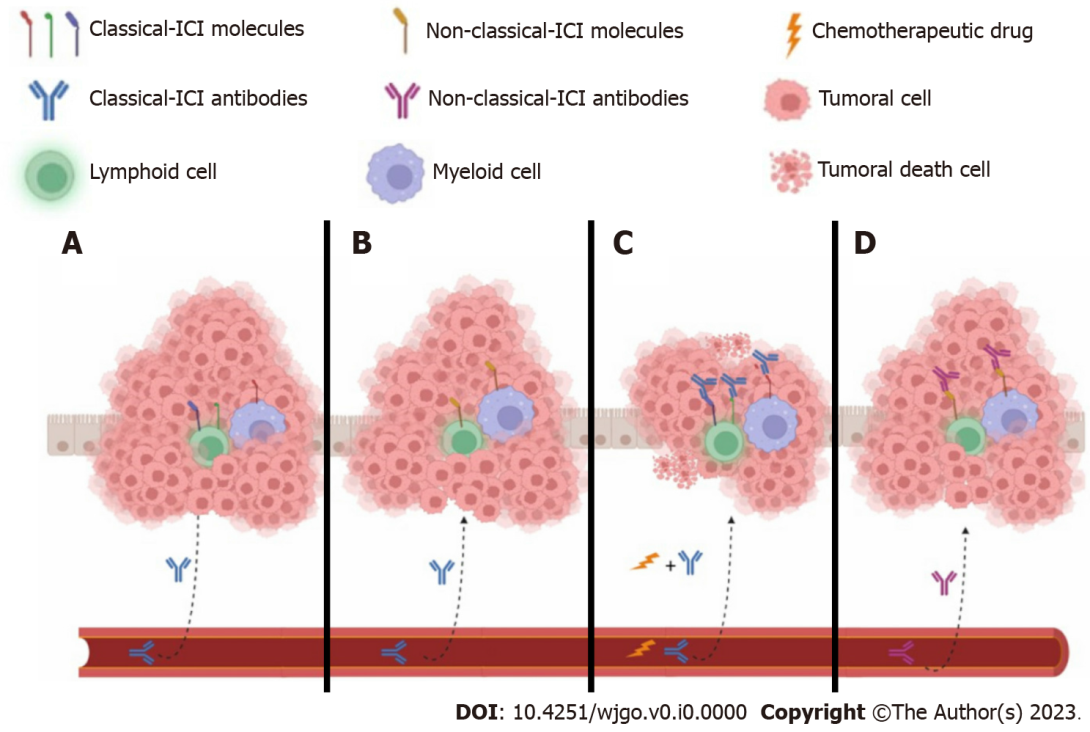 Classical-ICI molecules
Non-classical-ICI molecules
Chemotherapeutic drug
Classical-ICI antibodies
Non-classical-ICI antibodies
Tumoral cell
Lymphoid cell
Myeloid cell
Tumoral death cell
A
B
C
D
+
DOI: 10.4251/wjgo.v0.i0.0000 Copyright ©The Author(s) 2023.